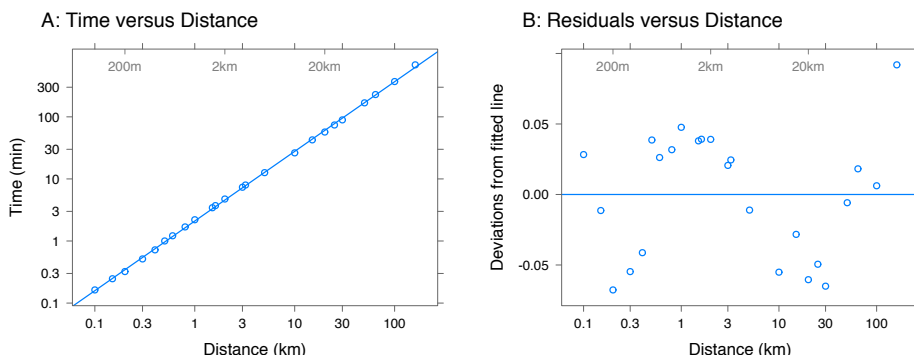 A: Time versus Distance
200m 2km 20km
Time (min)
300
100
30
10
3
1
0.3
0.1
0.1 0.3 1 3 10 30 100
Distance (km)
B: Residuals versus Distance
200m 2km 20km
Deviations from fitted line
0.05
0.00
-0.05
0.1 0.3 1 3 10 30 100
Distance (km)